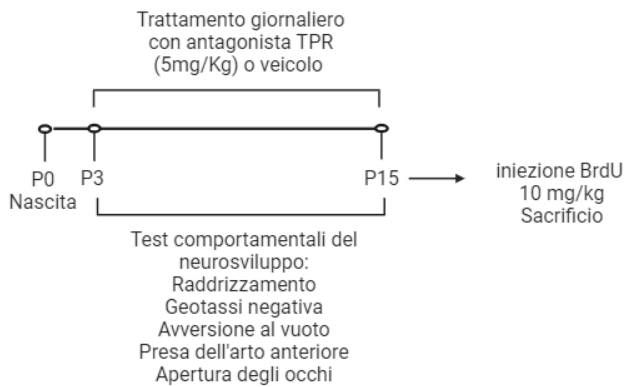 Trattamento giornaliero
con antagonista TPR
(5mg/Kg) o veicolo
P0
Nascita
P3
P15
iniezione BrdU
10 mg/kg
Sacrificio
Test comportamentali del
neurosviluppo:
Raddrizzamento
Geotassi negativa
Avversione al vuoto
Presa dell'arto anteriore
Apertura degli occhi